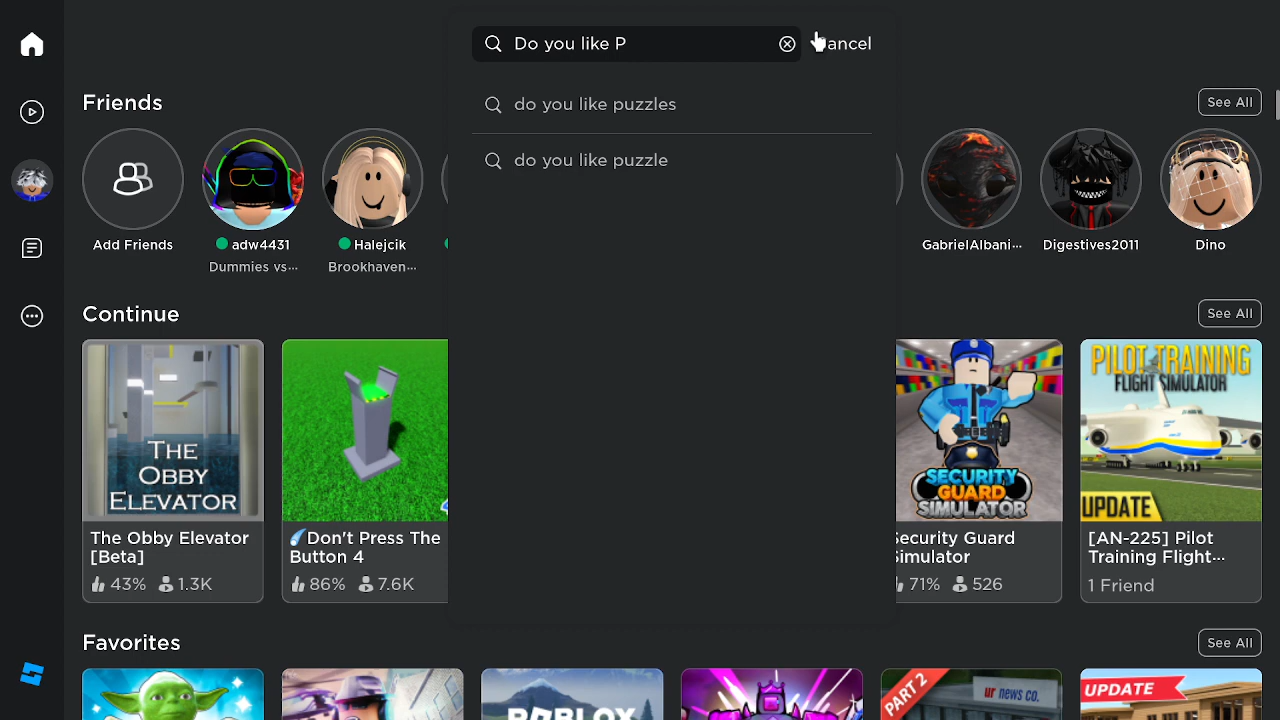 Do you like P
ancel
do you like puzzles
do you like puzzle
Friends
See All
Add Friends
adw4431
Dummies vs...
Halejcik
Brookhaven...
GabrielAlbani...
Digestives2011
Dino
Continue
See All
THE
OBBY
ELEVATOR
The Obby Elevator
[Beta]
43% 1.3K
Don't Press The
Button 4
86% 7.6K
SECURITY
GUARD
SIMULATOR
Security Guard
Simulator
71% 526
PILOT TRAINING
FLIGHT SIMULATOR
UPDATE
[AN-225] Pilot
Training Flight...
1 Friend
Favorites
See All
ROBLOX
PART 2
ur news co.
UPDATE